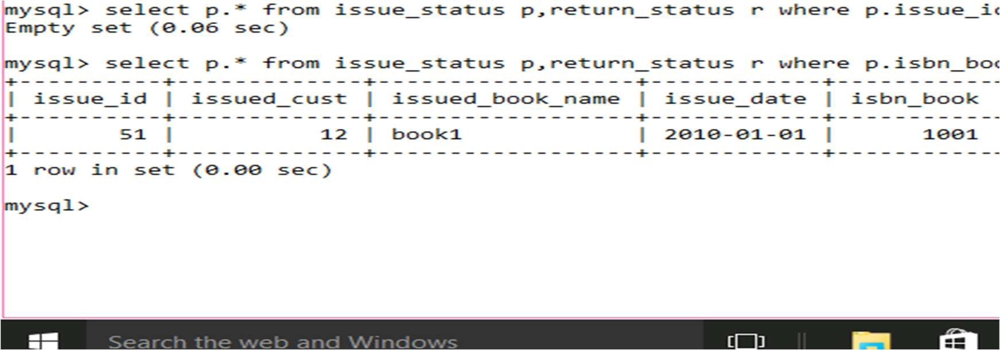 mysql> select p.* from issue_status p,return_status r where p.issue_id
Empty set (0.06 sec)
mysql> select p.* from issue_status p,return_status r where p.isbn_boo
+-----------+-------------+-------------------+------------+-----------
| issue_id | issued_cust | issued_book_name | issue_date | isbn_book
+-----------+-------------+-------------------+------------+-----------
| 51 | 12 | book1 | 2010-01-01 | 1001
+-----------+-------------+-------------------+------------+-----------
1 row in set (0.00 sec)
mysql>
Search the web and Windows